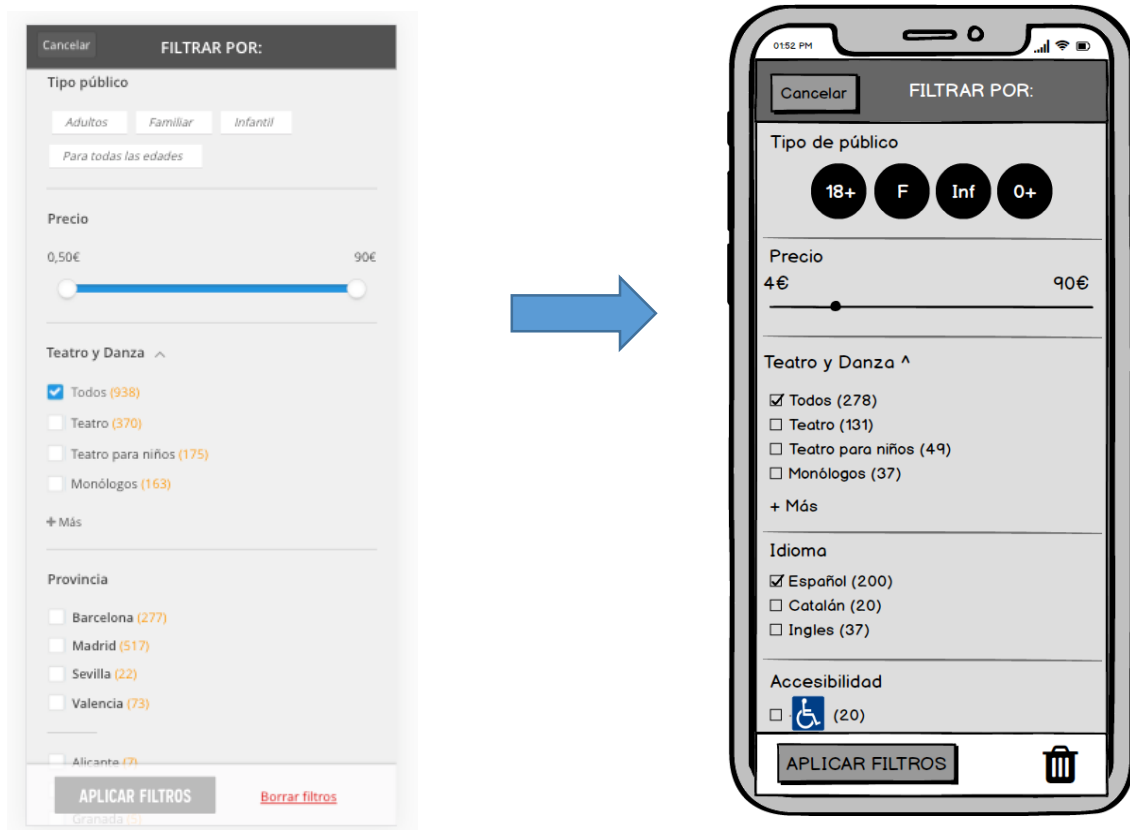 Cancelar FILTRAR POR:
Tipo público
Adultos Familiar Infantil
Para todas las edades
Precio
0,50€ 90€
Teatro y Danza
Todos (938)
Teatro (370)
Teatro para niños (175)
Monólogos (163)
+ Más
Provincia
Barcelona (277)
Madrid (517)
Sevilla (22)
Valencia (73)
Alicante (7)
APLICAR FILTROS Borrar filtros
Granada (5)
01:52 PM
Cancelar FILTRAR POR:
Tipo de público
18+ F Inf 0+
Precio
4€ 90€
Teatro y Danza ^
Todos (278)
Teatro (131)
Teatro para niños (49)
Monólogos (37)
+ Más
Idioma
Español (200)
Catalán (20)
Ingles (37)
Accesibilidad
(20)
APLICAR FILTROS